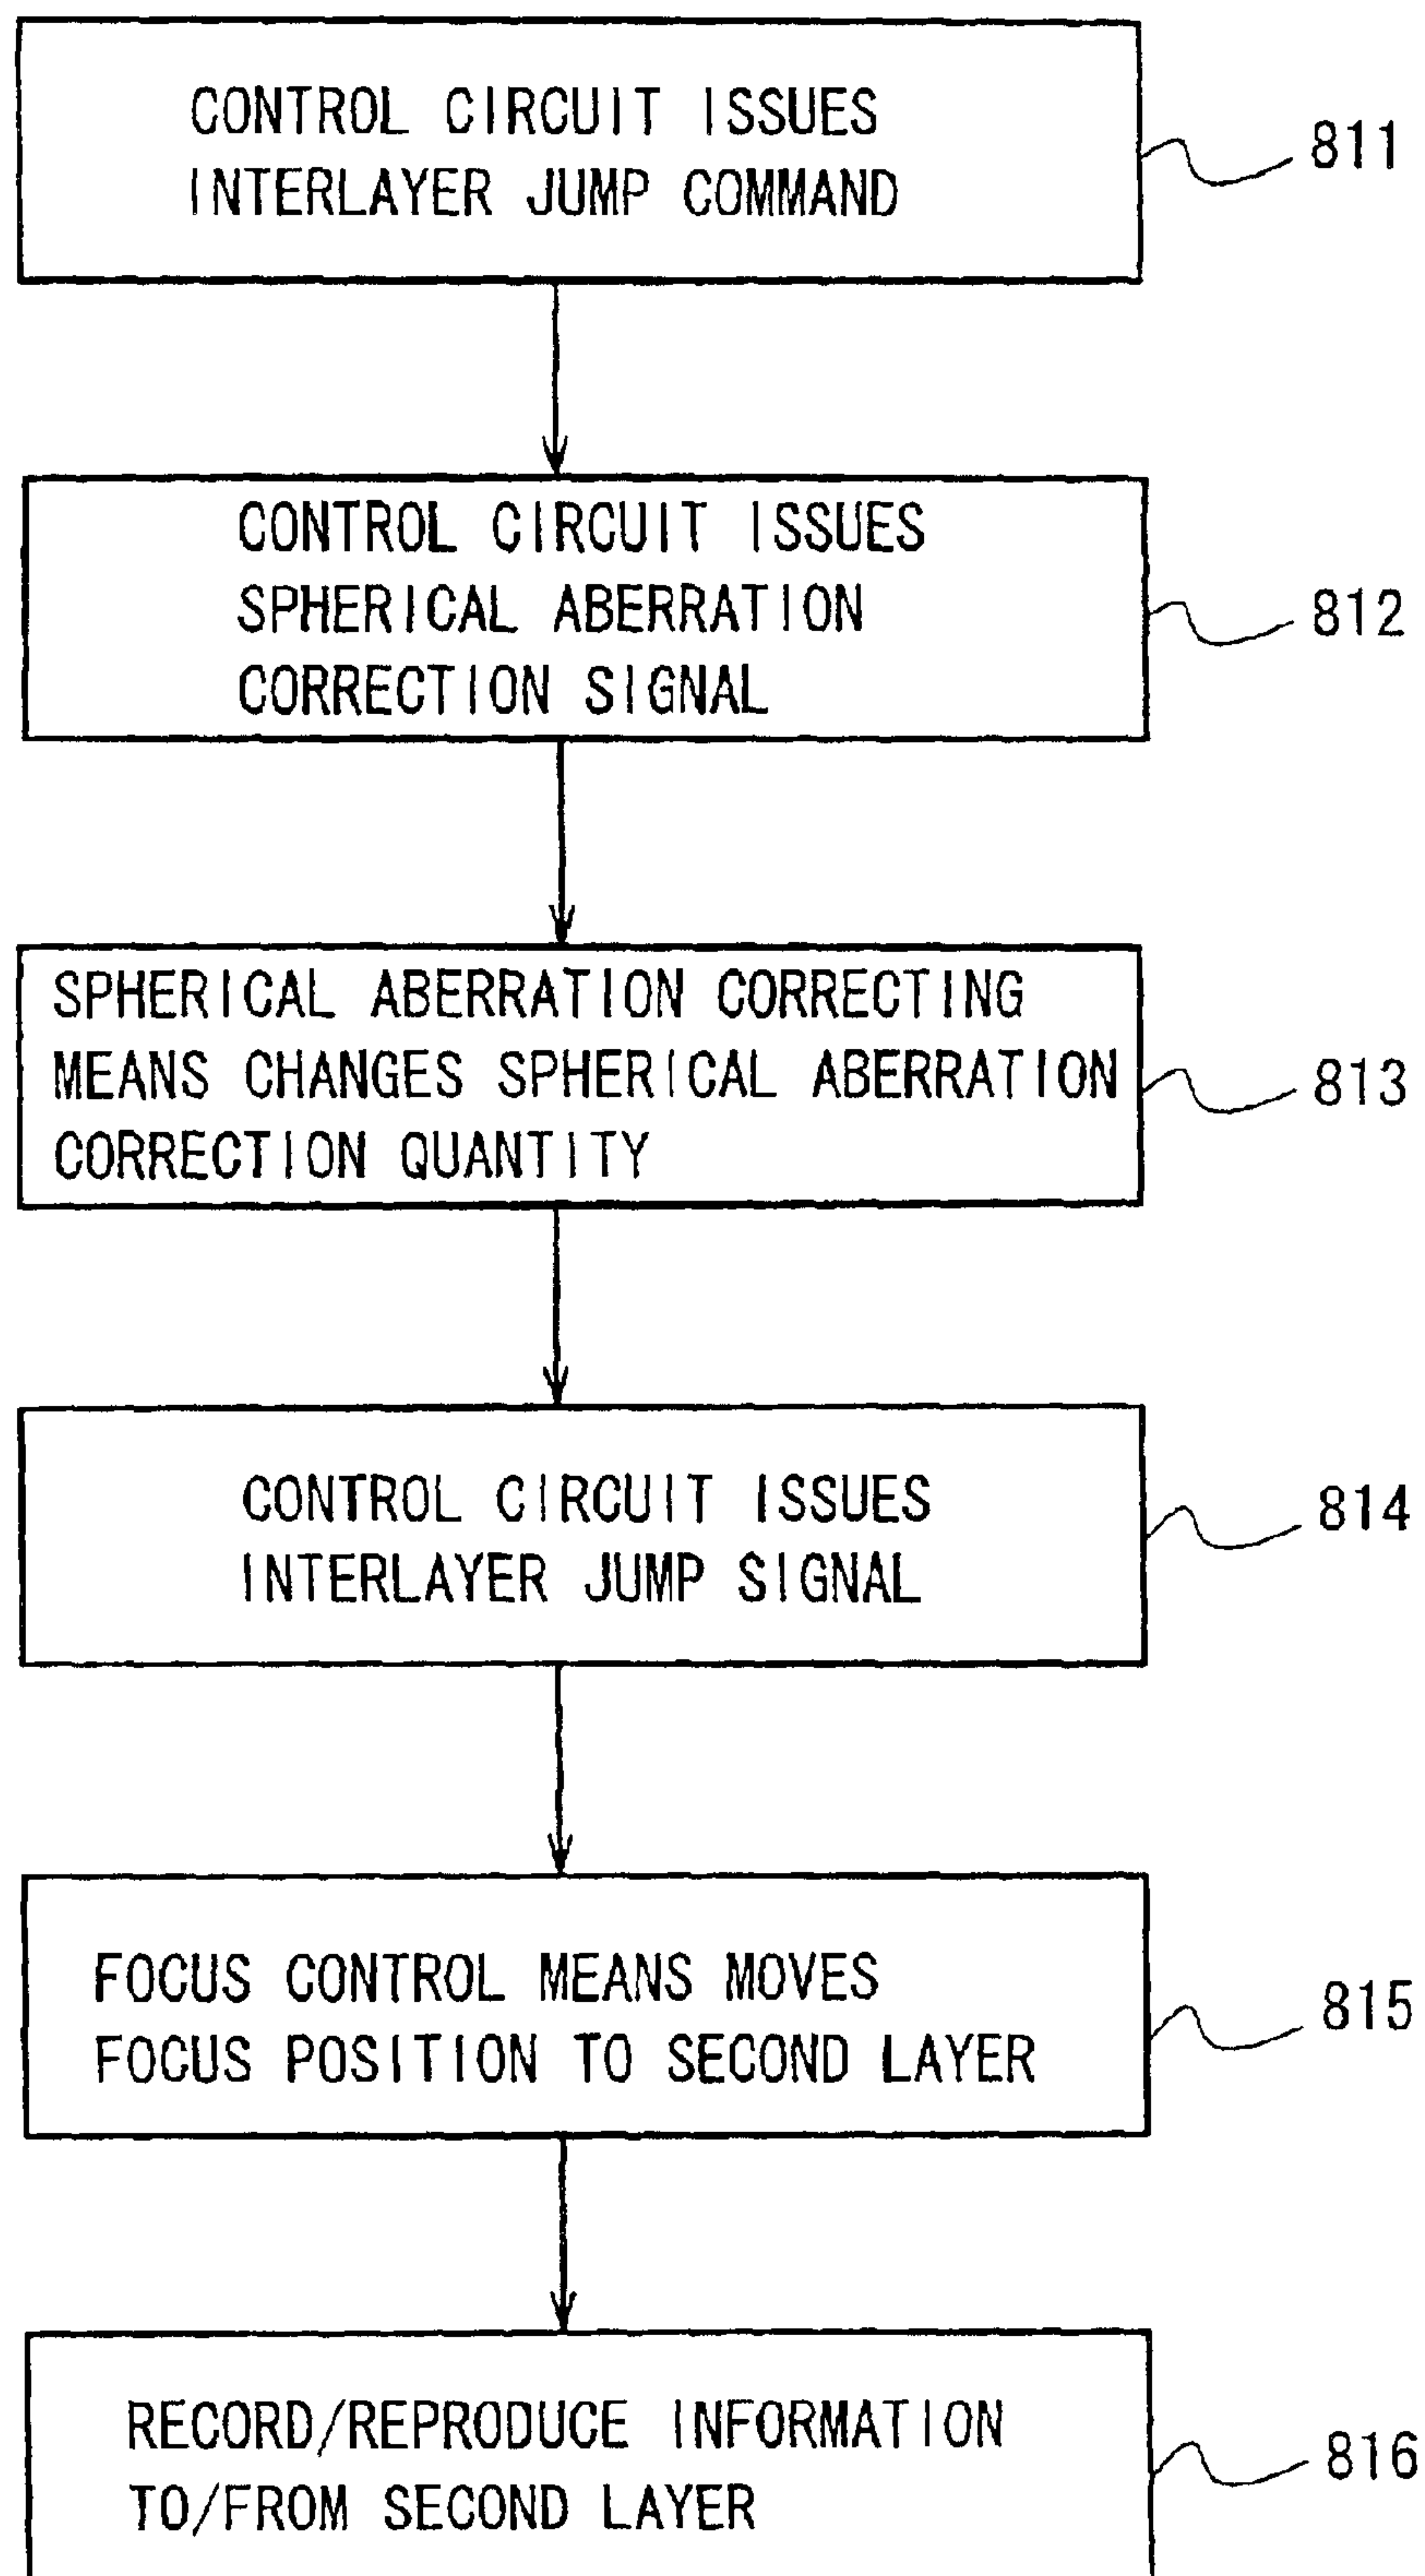 CONTROL CIRCUIT ISSUES
INTERLAYER JUMP COMMAND
811
CONTROL CIRCUIT ISSUES
SPHERICAL ABERRATION
CORRECTION SIGNAL
812
SPHERICAL ABERRATION CORRECTING
MEANS CHANGES SPHERICAL ABERRATION
CORRECTION QUANTITY
813
CONTROL CIRCUIT ISSUES
INTERLAYER JUMP SIGNAL
814
FOCUS CONTROL MEANS MOVES
FOCUS POSITION TO SECOND LAYER
815
RECORD/REPRODUCE INFORMATION
TO/FROM SECOND LAYER
816